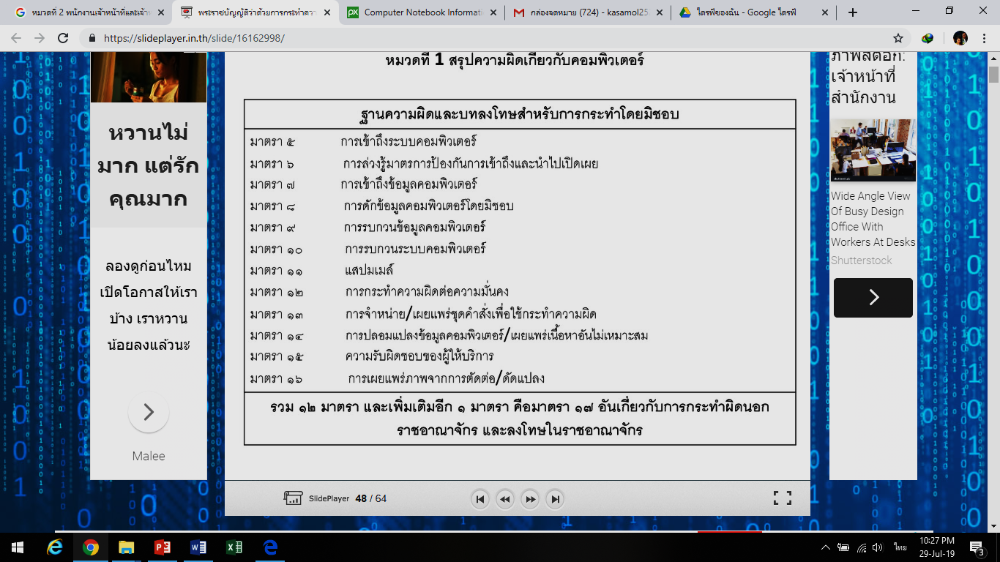 หมวดที่ 2 พนักงานเจ้าหน้าที่และเจ้าพ
พระราชบัญญัติว่าด้วยการกระทำควา
Computer Notebook Informati
กล่องจดหมาย (724) - kasamol25
ไดรฟ์ของฉัน - Google ไดรฟ์
https://slideplayer.in.th/slide/16162998/
หวานไม่
มาก แต่รัก
คุณมาก
ลองดูก่อนไหม
เปิดโอกาสให้เรา
บ้าง เราหวาน
น้อยลงแล้วนะ
Malee
หมวดที่ 1 สรุปความผิดเกี่ยวกับคอมพิวเตอร์
ฐานความผิดและบทลงโทษสำหรับการกระทำโดยมิชอบ
มาตรา ๕ การเข้าถึงระบบคอมพิวเตอร์
มาตรา ๖ การล่วงรู้มาตรการป้องกันการเข้าถึงและนำไปเปิดเผย
มาตรา ๗ การเข้าถึงข้อมูลคอมพิวเตอร์
มาตรา ๘ การดักข้อมูลคอมพิวเตอร์โดยมิชอบ
มาตรา ๙ การรบกวนข้อมูลคอมพิวเตอร์
มาตรา ๑๐ การรบกวนระบบคอมพิวเตอร์
มาตรา ๑๑ แสปมเมล์
มาตรา ๑๒ การกระทำความผิดต่อความมั่นคง
มาตรา ๑๓ การจำหน่าย/เผยแพร่ชุดคำสั่งเพื่อใช้กระทำความผิด
มาตรา ๑๔ การปลอมแปลงข้อมูลคอมพิวเตอร์/เผยแพร่เนื้อหาอันไม่เหมาะสม
มาตรา ๑๕ ความรับผิดชอบของผู้ให้บริการ
มาตรา ๑๖ การเผยแพร่ภาพจากการตัดต่อ/ดัดแปลง
รวม ๑๒ มาตรา และเพิ่มเติมอีก ๑ มาตรา คือมาตรา ๑๗ อันเกี่ยวกับการกระทำผิดนอก
ราชอาณาจักร และลงโทษในราชอาณาจักร
SlidePlayer 48 / 64
ภาพสต็อก:
เจ้าหน้าที่
สำนักงาน
Wide Angle View
Of Busy Design
Office With
Workers At Desks
Shutterstock
ไทย
10:27 PM
29-Jul-19
3